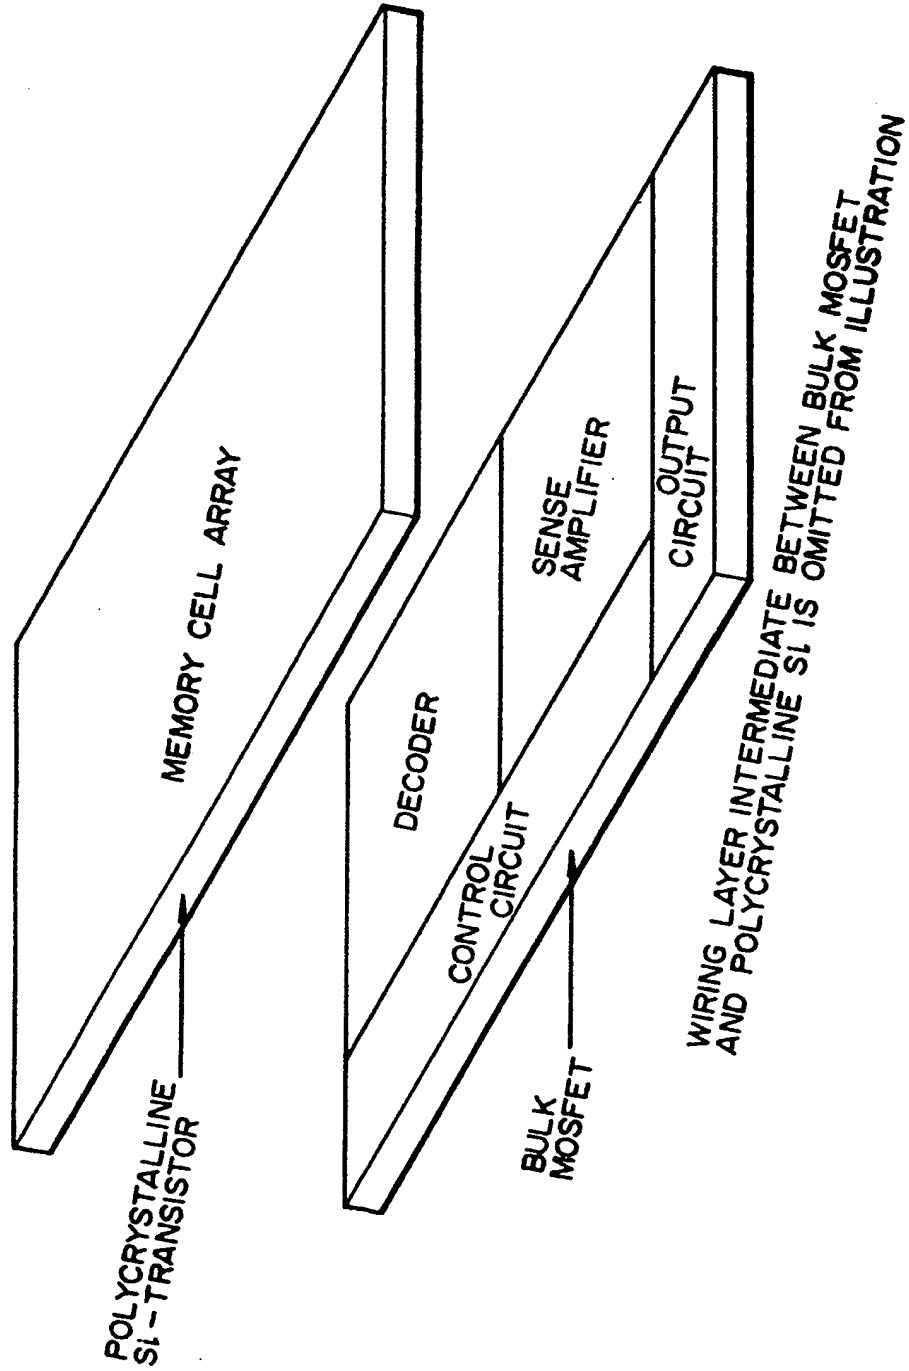 POLYCRYSTALLINE
Si-TRANSISTOR
MEMORY CELL ARRAY
BULK
MOSFET
DECODER
CONTROL
CIRCUIT
SENSE
AMPLIFIER
OUTPUT
CIRCUIT
WIRING LAYER INTERMEDIATE BETWEEN BULK MOSFET
AND POLYCRYSTALLINE Si IS OMITTED FROM ILLUSTRATION